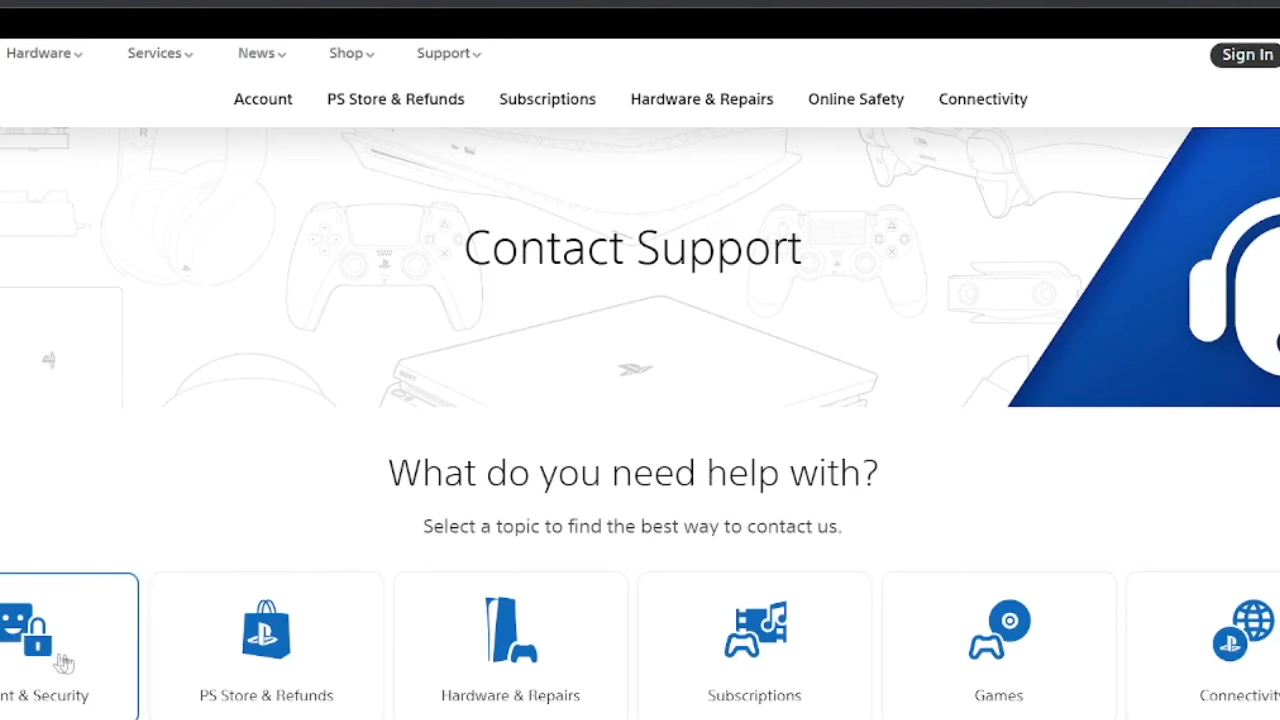 Hardware Services News Shop Support Sign In
Account PS Store & Refunds Subscriptions Hardware & Repairs Online Safety Connectivity
Contact Support
What do you need help with?
Select a topic to find the best way to contact us.
nt & Security PS Store & Refunds Hardware & Repairs Subscriptions Games Connectivit